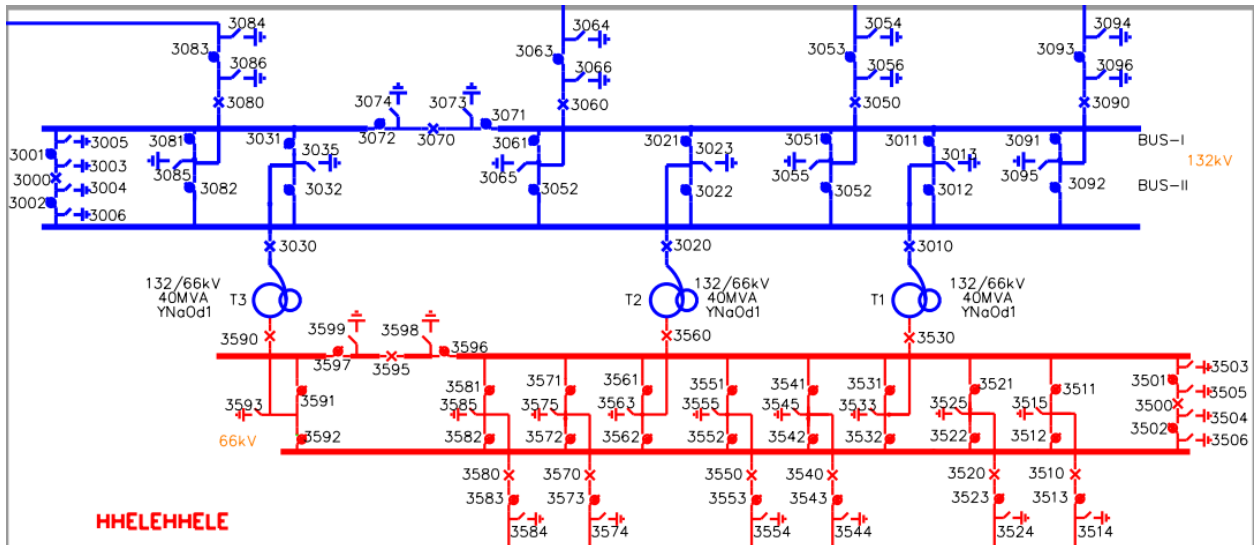 3084 3064 3054 3094
3083 3063 3053 3093
3086 3066 3056 3096
3080 3074 3073 3060 3050 3090
3071
3072 3070
3005 3081 3031 3061 3021 3051 3011 3091 BUS-I
3001 3003 3035 3023 3013 132kV
3000 3085 3065 3055 3095
3004 3082 3032 3052 3022 3052 3012 3092 BUS-II
3002 3006
3030 3020 3010
132/66kV 132/66kV 132/66kV
40MVA T3 T2 40MVA T1 40MVA
YNa0d1 YNa0d1 YNa0d1
3599 3598
3590 3560 3530
3597 3595 3596
3503
3501
3581 3571 3561 3551 3541 3531 3521 3511 3505
3591 3500
3593 3585 3575 3563 3555 3545 3533 3525 3515 3504
3502
66kV 3592 3582 3572 3562 3552 3542 3532 3522 3512 3506
3580 3570 3550 3540 3520 3510
3583 3573 3553 3543 3523 3513
HHELEHHELE
3584 3574 3554 3544 3524 3514